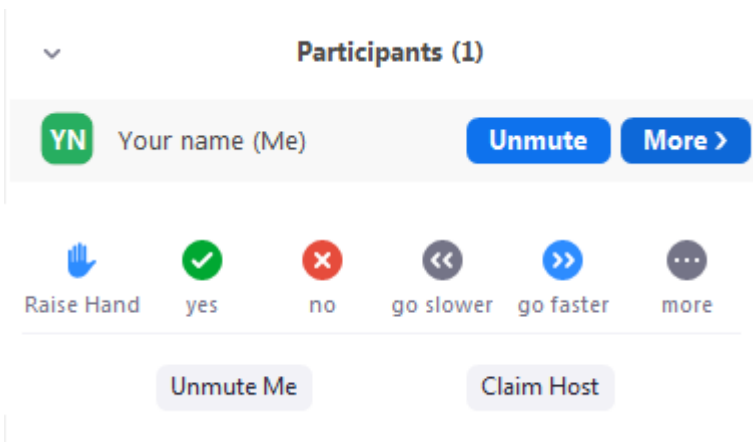 Participants (1)
YN Your name (Me) Unmute More >
Raise Hand yes no go slower go faster more
Unmute Me Claim Host